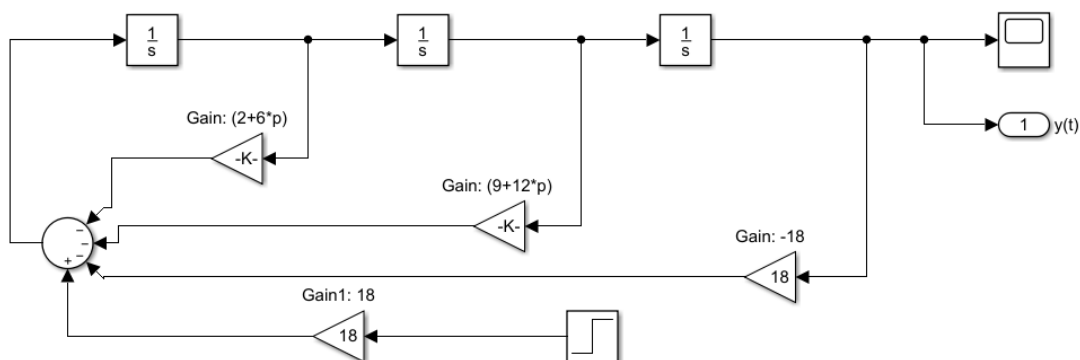 1
s
1
s
1
s
Gain: (2+6*p)
-K-
1
y(t)
Gain: (9+12*p)
-K-
Gain: -18
18
−
−
−
+
Gain1: 18
18